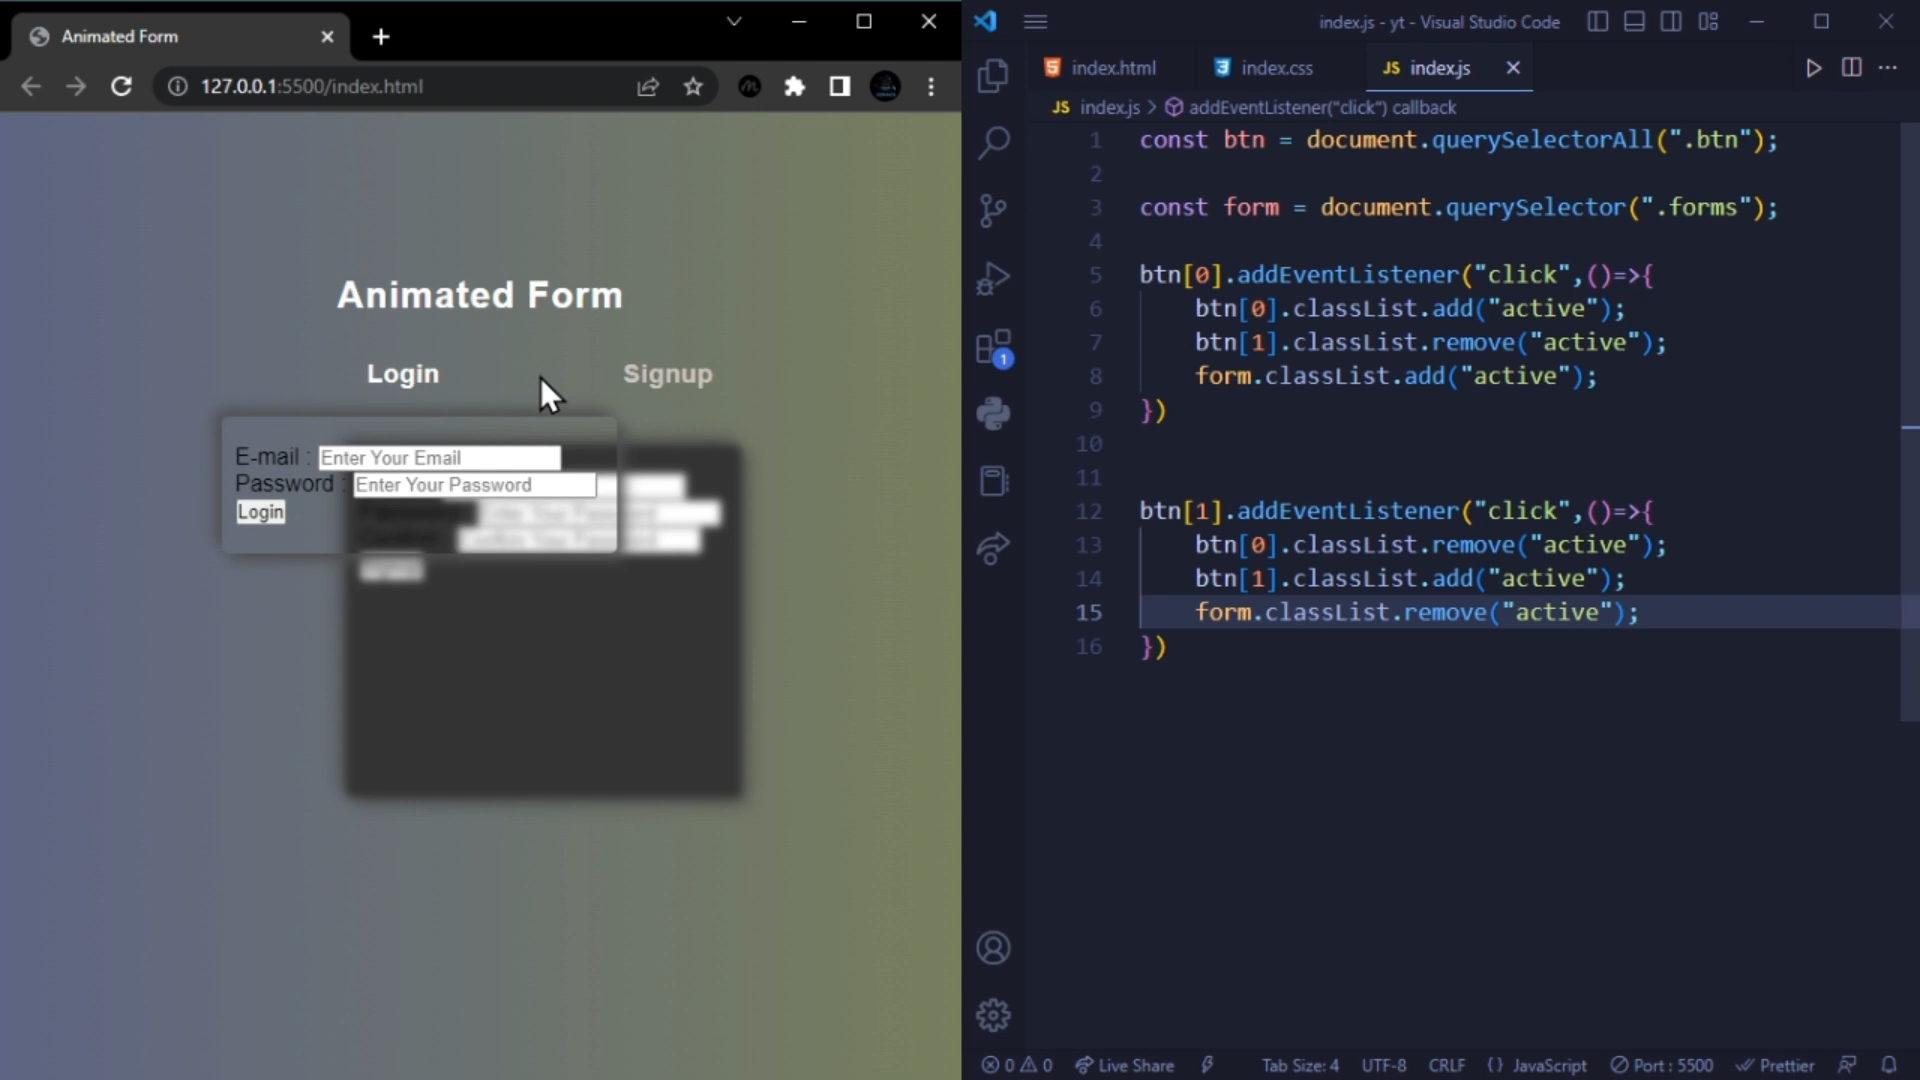 Animated Form
127.0.0.1:5500/index.html
Animated Form
Login
Signup
E-mail : Enter Your Email
Password : Enter Your Password
Login
index.js - yt - Visual Studio Code
index.html
index.css
JS index.js
JS index.js > addEventListener("click") callback
1 const btn = document.querySelectorAll(".btn");
2
3 const form = document.querySelector(".forms");
4
5 btn[0].addEventListener("click",()=>{
6 btn[0].classList.add("active");
7 btn[1].classList.remove("active");
8 form.classList.add("active");
9 })
10
11
12 btn[1].addEventListener("click",()=>{
13 btn[0].classList.remove("active");
14 btn[1].classList.add("active");
15 form.classList.remove("active");
16 })
1
0 0 Live Share Tab Size: 4 UTF-8 CRLF {} JavaScript Port : 5500 Prettier